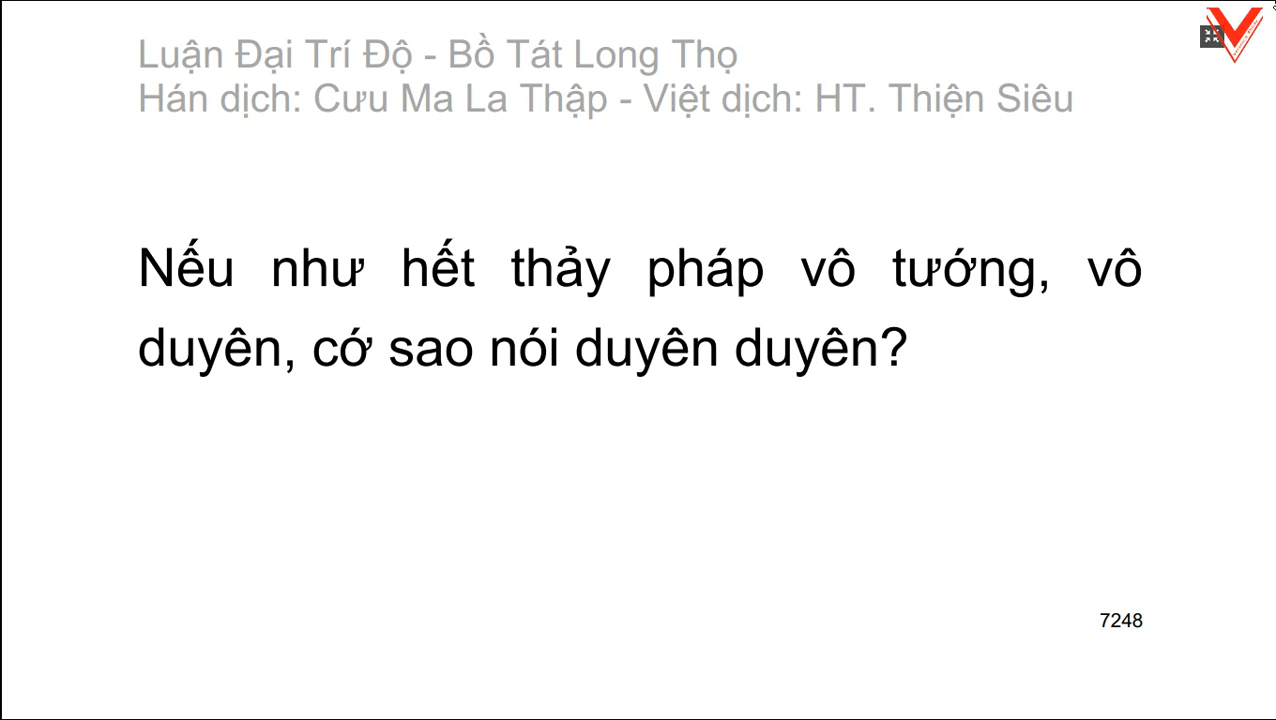 Luận Đại Trí Độ - Bồ Tát Long Thọ
Hán dịch: Cưu Ma La Thập - Việt dịch: HT. Thiện Siêu
Nếu như hết thảy pháp vô tướng, vô
duyên, cớ sao nói duyên duyên?
7248